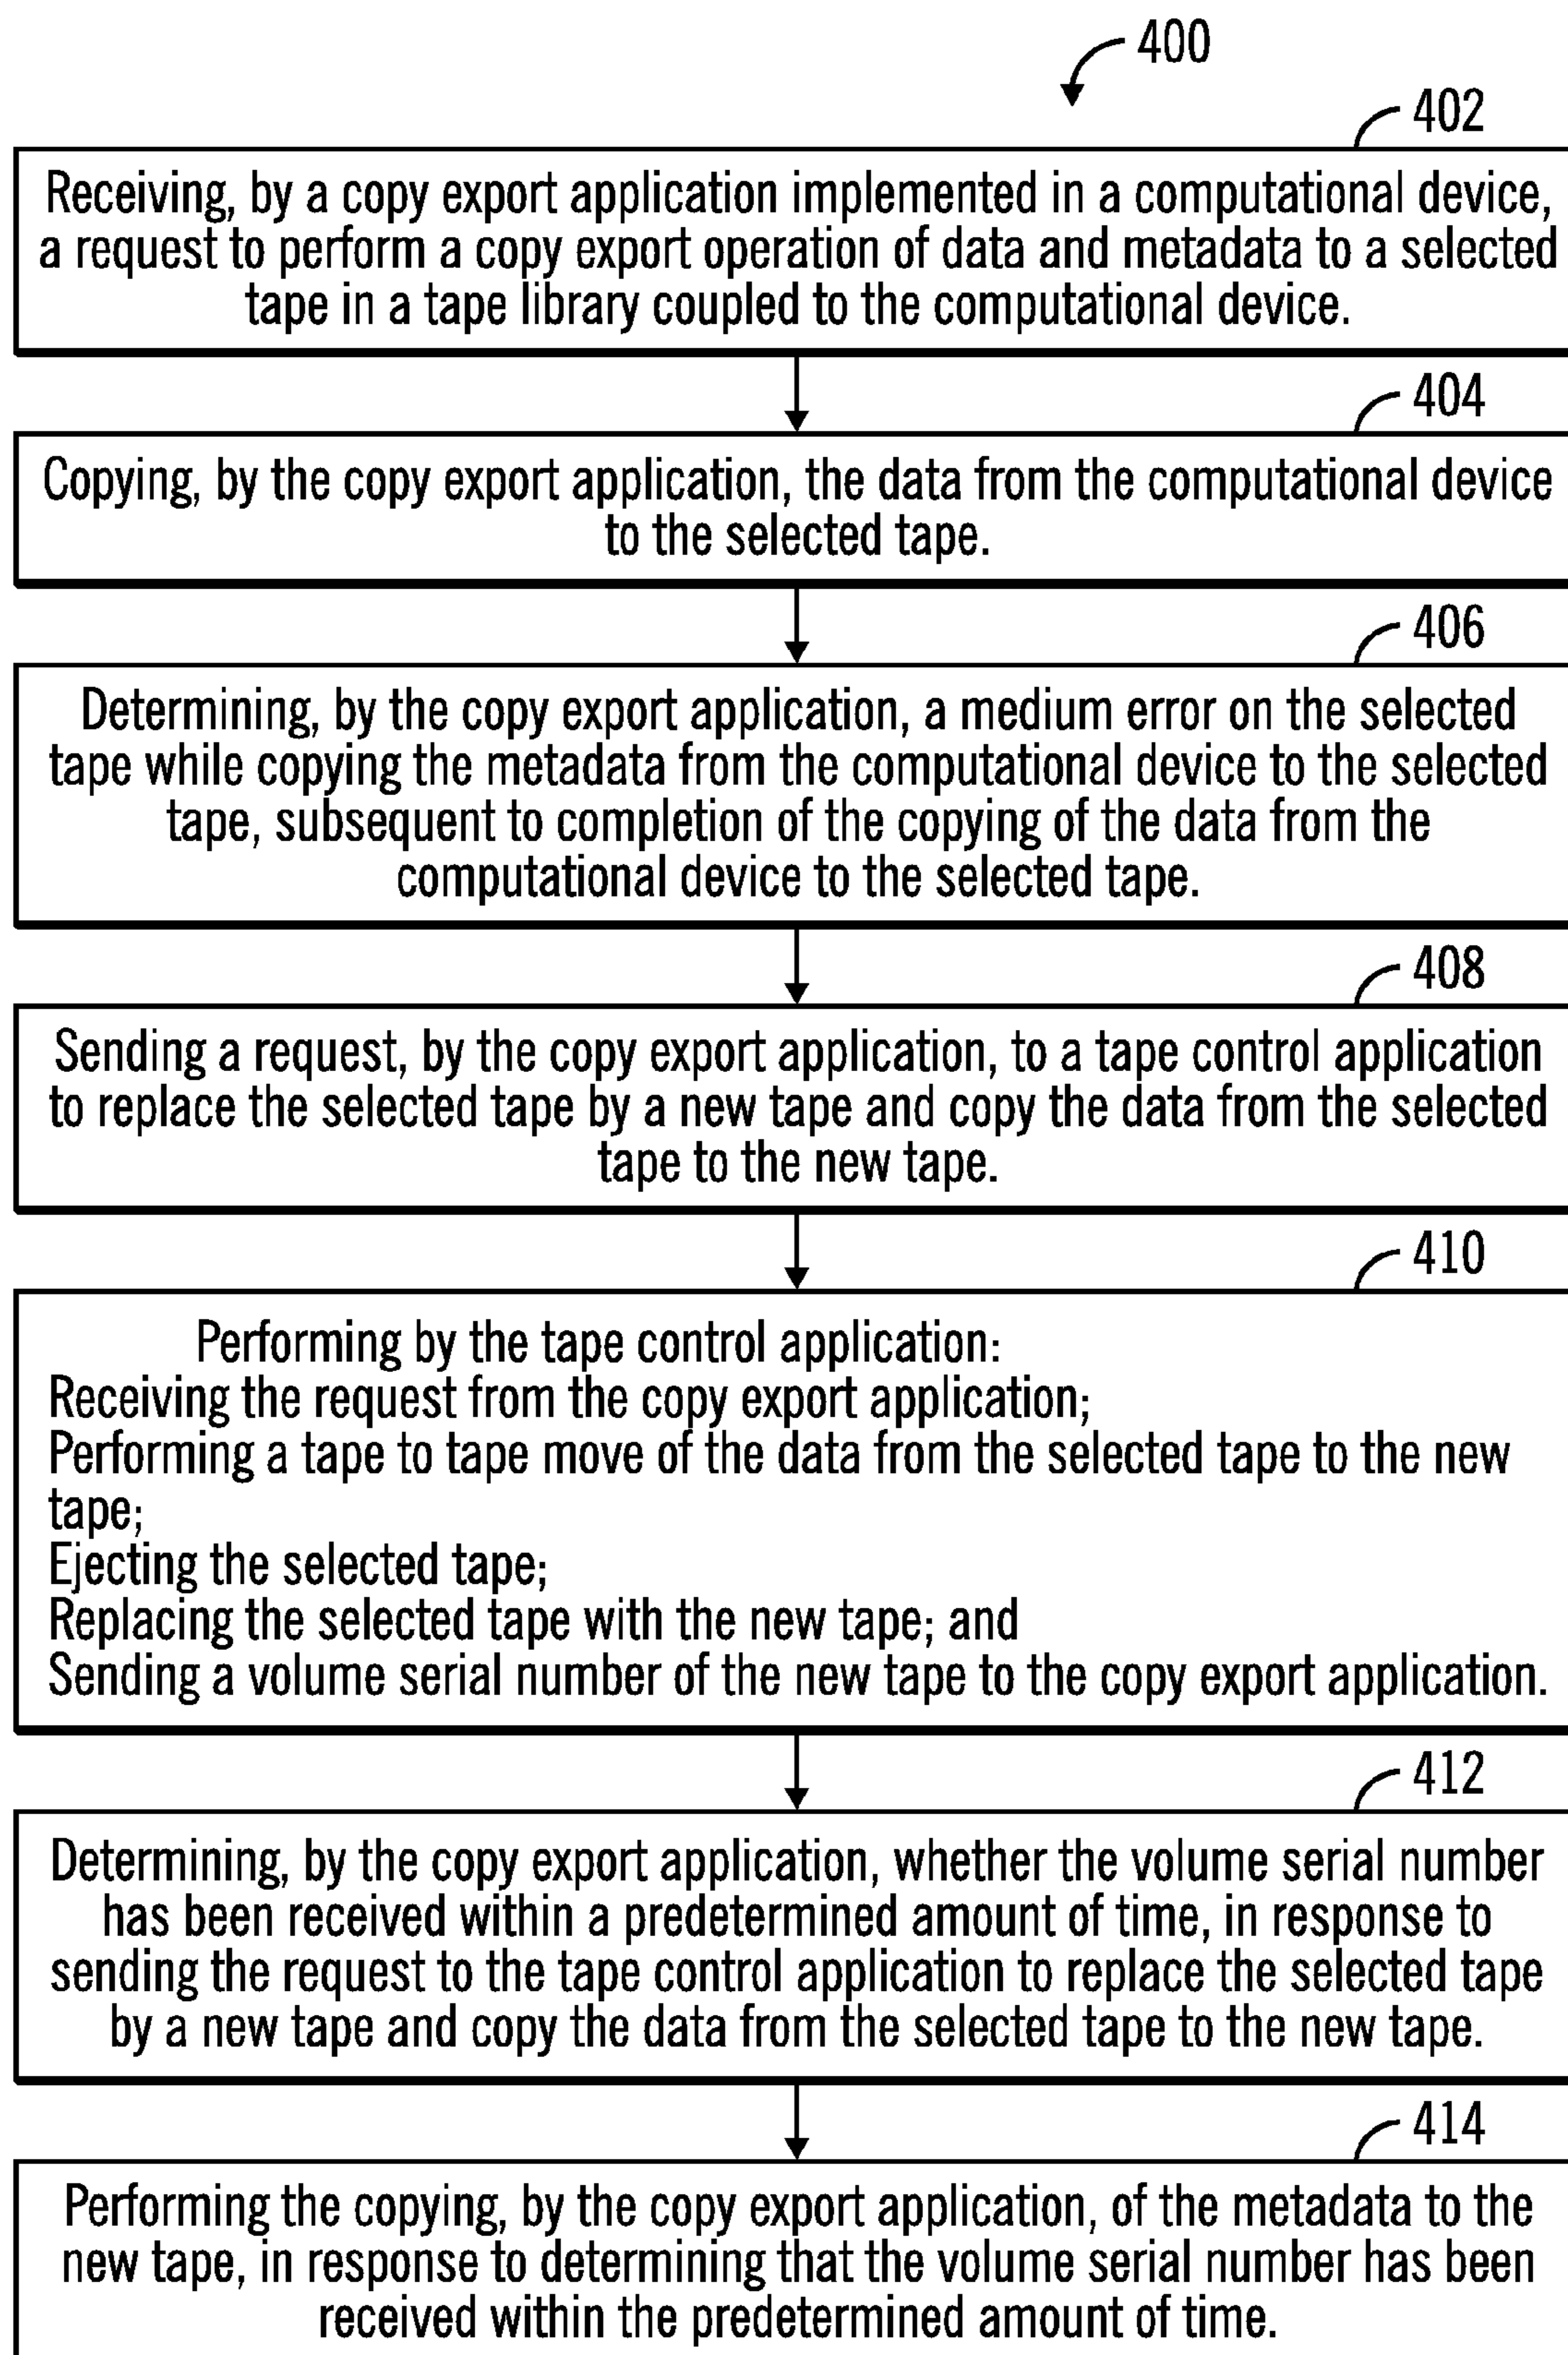 400
402
Receiving, by a copy export application implemented in a computational device,
a request to perform a copy export operation of data and metadata to a selected
tape in a tape library coupled to the computational device.
404
Copying, by the copy export application, the data from the computational device
to the selected tape.
406
Determining, by the copy export application, a medium error on the selected
tape while copying the metadata from the computational device to the selected
tape, subsequent to completion of the copying of the data from the
computational device to the selected tape.
408
Sending a request, by the copy export application, to a tape control application
to replace the selected tape by a new tape and copy the data from the selected
tape to the new tape.
410
Performing by the tape control application:
Receiving the request from the copy export application;
Performing a tape to tape move of the data from the selected tape to the new
tape;
Ejecting the selected tape;
Replacing the selected tape with the new tape; and
Sending a volume serial number of the new tape to the copy export application.
412
Determining, by the copy export application, whether the volume serial number
has been received within a predetermined amount of time, in response to
sending the request to the tape control application to replace the selected tape
by a new tape and copy the data from the selected tape to the new tape.
414
Performing the copying, by the copy export application, of the metadata to the
new tape, in response to determining that the volume serial number has been
received within the predetermined amount of time.